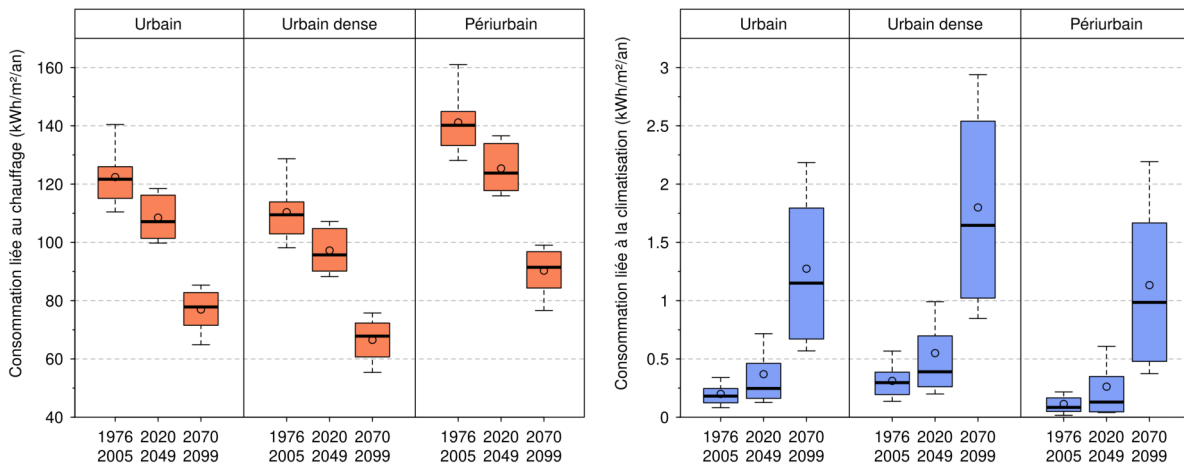 Urbain
Urbain dense
Périurbain
Consommation liée au chauffage (kWh/m²/an)
160
140
120
100
80
60
40
1976 2020 2070 1976 2020 2070 1976 2020 2070
2005 2049 2099 2005 2049 2099 2005 2049 2099
Urbain
Urbain dense
Périurbain
Consommation liée à la climatisation (kWh/m²/an)
3
2.5
2
1.5
1
0.5
0
1976 2020 2070 1976 2020 2070 1976 2020 2070
2005 2049 2099 2005 2049 2099 2005 2049 2099